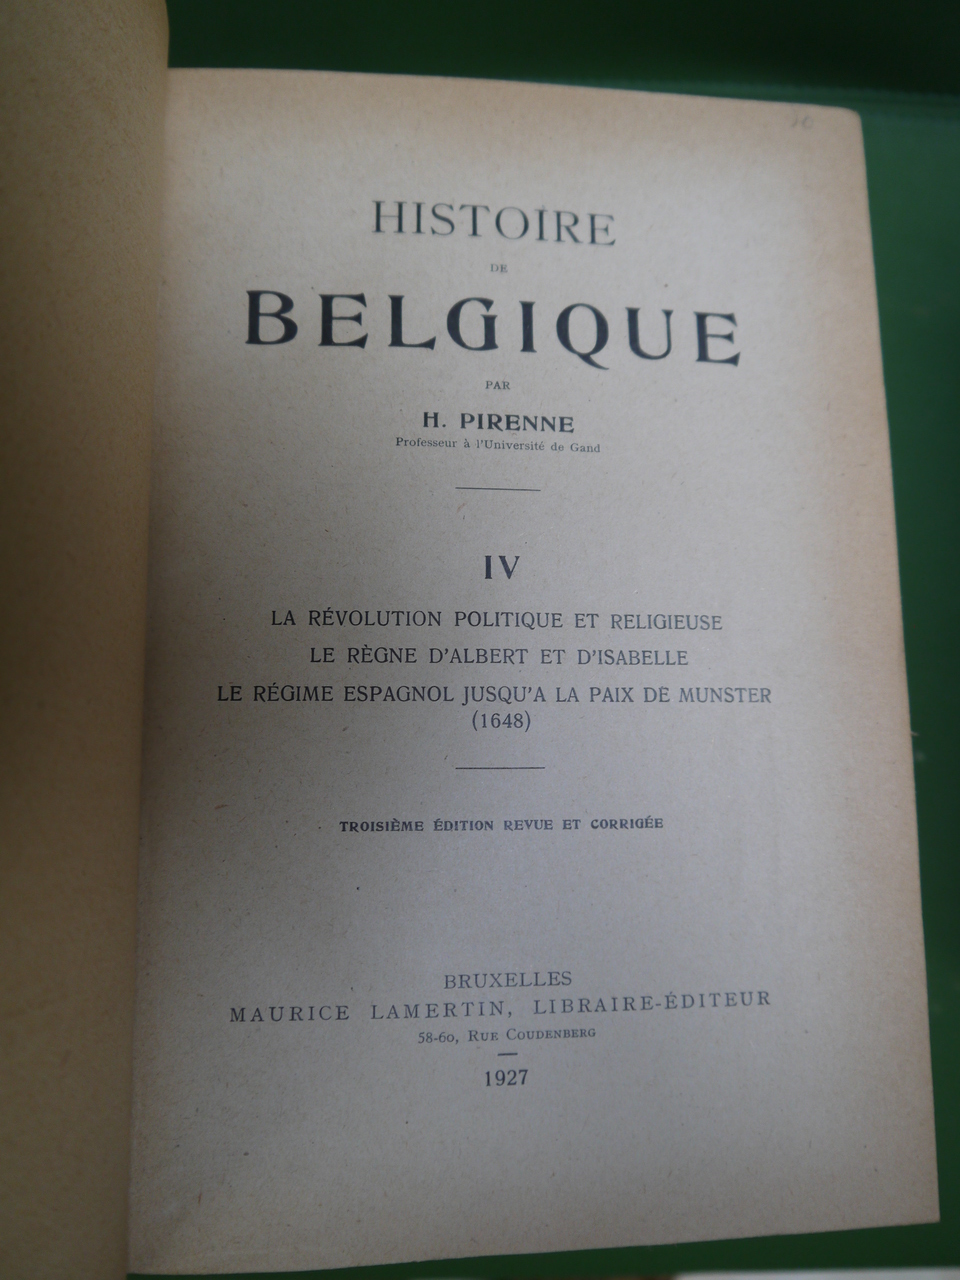 HISTOIRE
DE
BELGIQUE
PAR
H. PIRENNE
Professeur à l'Université de Gand
IV
LA RÉVOLUTION POLITIQUE ET RELIGIEUSE
LE RÈGNE D'ALBERT ET D'ISABELLE
LE RÉGIME ESPAGNOL JUSQU'A LA PAIX DE MUNSTER
(1648)
TROISIÈME ÉDITION REVUE ET CORRIGÉE
BRUXELLES
MAURICE LAMERTIN, LIBRAIRE-ÉDITEUR
58-60, RUE COUDENBERG
1927